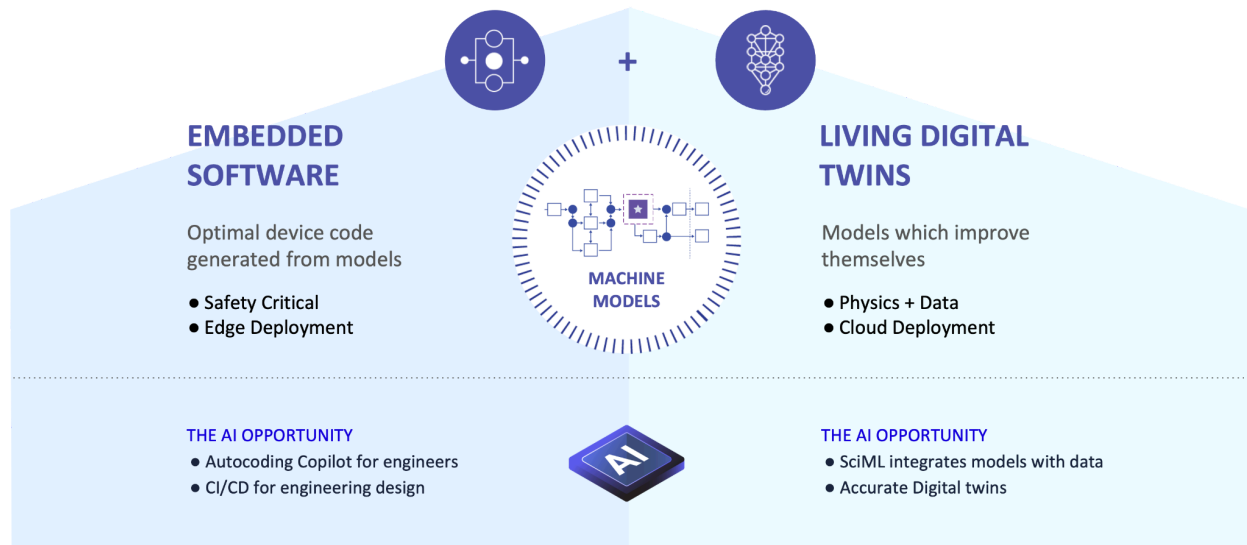 +
EMBEDDED
SOFTWARE
Optimal device code
generated from models
● Safety Critical
● Edge Deployment
MACHINE
MODELS
LIVING DIGITAL
TWINS
Models which improve
themselves
● Physics + Data
● Cloud Deployment
THE AI OPPORTUNITY
● Autocoding Copilot for engineers
● CI/CD for engineering design
AI
THE AI OPPORTUNITY
● SciML integrates models with data
● Accurate Digital twins